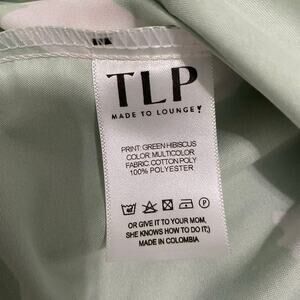 TLP
MADE TO LOUNGE!
PRINT: GREEN HIBISCUS
COLOR: MULTICOLOR
FABRIC: COTTON POLY
100% POLYESTER
OR GIVE IT TO YOUR MOM,
SHE KNOWS HOW TO DO IT;)
MADE IN COLOMBIA